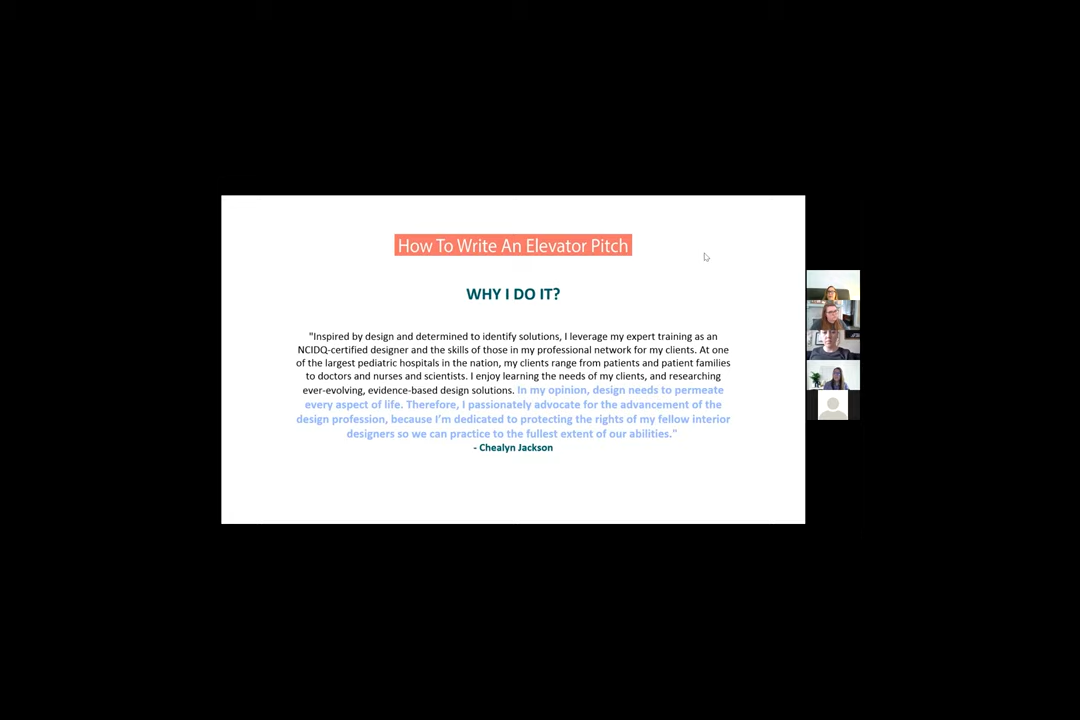 How To Write An Elevator Pitch
WHY I DO IT?
"Inspired by design and determined to identify solutions, I leverage my expert training as an
NCIDQ-certified designer and the skills of those in my professional network for my clients. At one
of the largest pediatric hospitals in the nation, my clients range from patients and patient families
to doctors and nurses and scientists. I enjoy learning the needs of my clients, and researching
ever-evolving, evidence-based design solutions. In my opinion, design needs to permeate
every aspect of life. Therefore, I passionately advocate for the advancement of the
design profession, because I'm dedicated to protecting the rights of my fellow interior
designers so we can practice to the fullest extent of our abilities."
- Chealyn Jackson